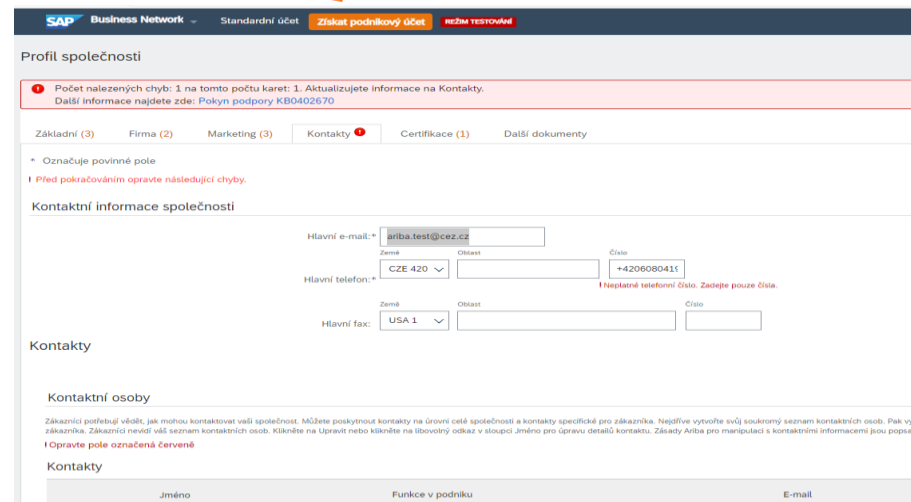 SAP Business Network Standardní účet Získat podnikový účet REŽIM TESTOVÁNÍ
Profil společnosti
Počet nalezených chyb: 1 na tomto počtu karet: 1. Aktualizujete informace na Kontakty.
Další informace najdete zde: Pokyn podpory KB0402670
Základní (3) Firma (2) Marketing (3) Kontakty Certifikace (1) Další dokumenty
* Označuje povinné pole
! Před pokračováním opravte následující chyby.
Kontaktní informace společnosti
Hlavní e-mail:* ariba.test@cez.cz
Země Oblast Číslo
Hlavní telefon:* CZE 420 +420608041
! Neplatné telefonní číslo. Zadejte pouze čísla.
Země Oblast Číslo
Hlavní fax: USA 1
Kontakty
Kontaktní osoby
Zákazníci potřebují vědět, jak mohou kontaktovat vaši společnost. Můžete poskytnout kontakty na úrovni celé společnosti a kontakty specifické pro zákazníka. Nejdříve vytvořte svůj soukromý seznam kontaktních osob. Pak
zákazníka. Zákazníci nevidí váš seznam kontaktních osob. Klikněte na Upravit nebo klikněte na libovolný odkaz v sloupci Jméno pro úpravu detailů kontaktu. Zásady Ariba pro manipulaci s kontaktními informacemi jsou
! Opravte pole označená červeně
Kontakty
Jméno Funkce v podniku E-mail